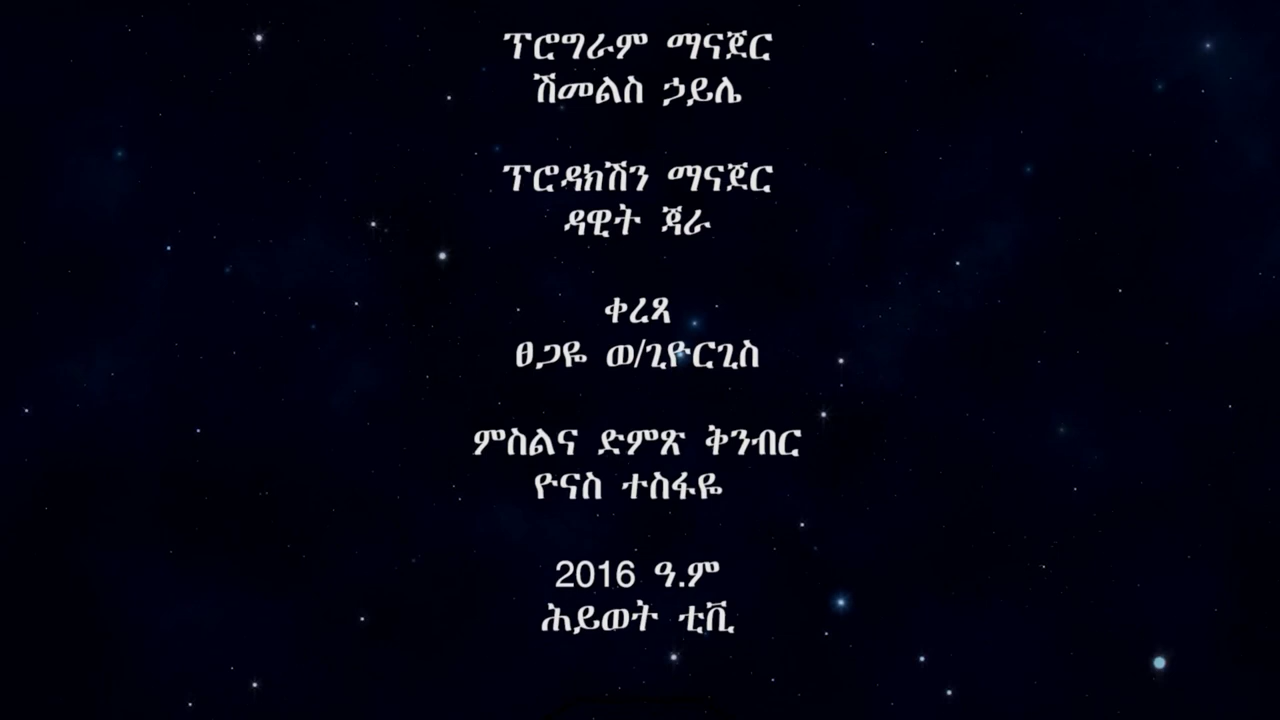 ፕሮግራም ማናጀር
ሽመልስ ኃይሌ
ፕሮዳክሽን ማናጀር
ዳዊት ጃራ
ቀረጻ
ፀጋዬ ወ/ጊዮርጊስ
ምስልና ድምጽ ቅንብር
ዮናስ ተስፋዬ
2016 ዓ.ም
ሕይወት ቲቪ